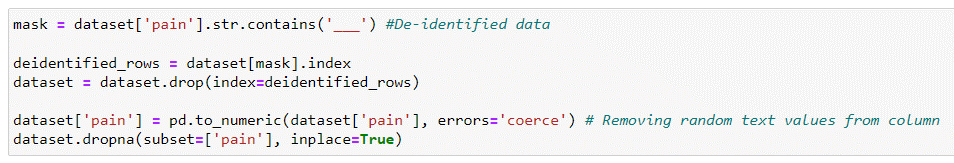 mask = dataset['pain'].str.contains('___') #De-identified data
deidentified_rows = dataset[mask].index
dataset = dataset.drop(index=deidentified_rows)
dataset['pain'] = pd.to_numeric(dataset['pain'], errors='coerce') # Removing random text values from column
dataset.dropna(subset=['pain'], inplace=True)